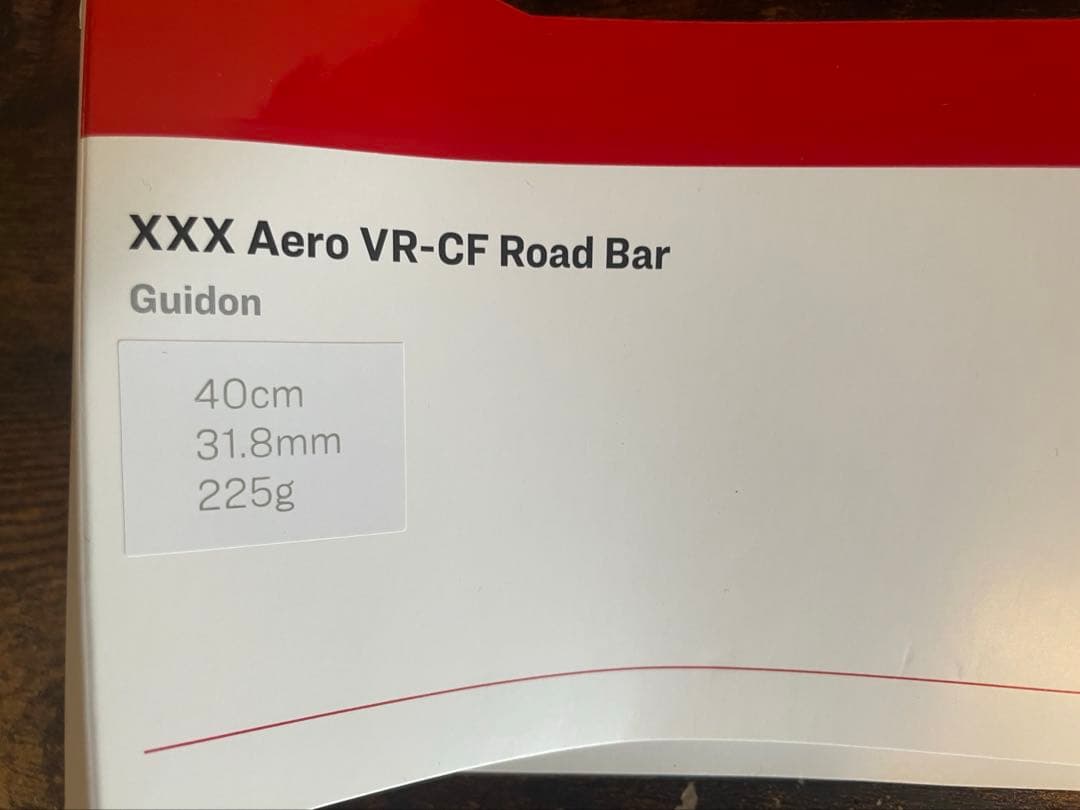 XXX Aero VR-CF Road Bar
Guidon
40cm
31.8mm
225g